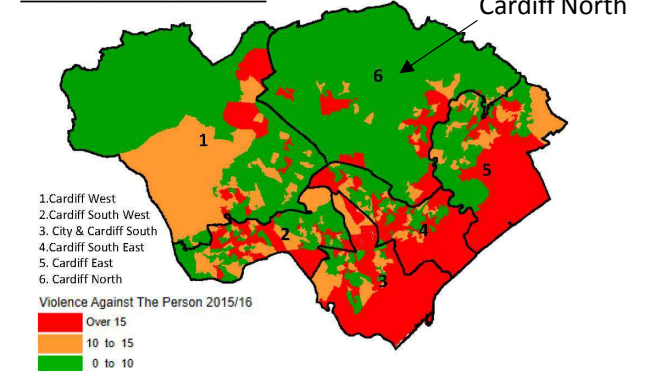 Cardiff North
6
1
5
4
2
3
1.Cardiff West
2.Cardiff South West
3. City & Cardiff South
4.Cardiff South East
5. Cardiff East
6. Cardiff North
Violence Against The Person 2015/16
Over 15
10 to 15
0 to 10